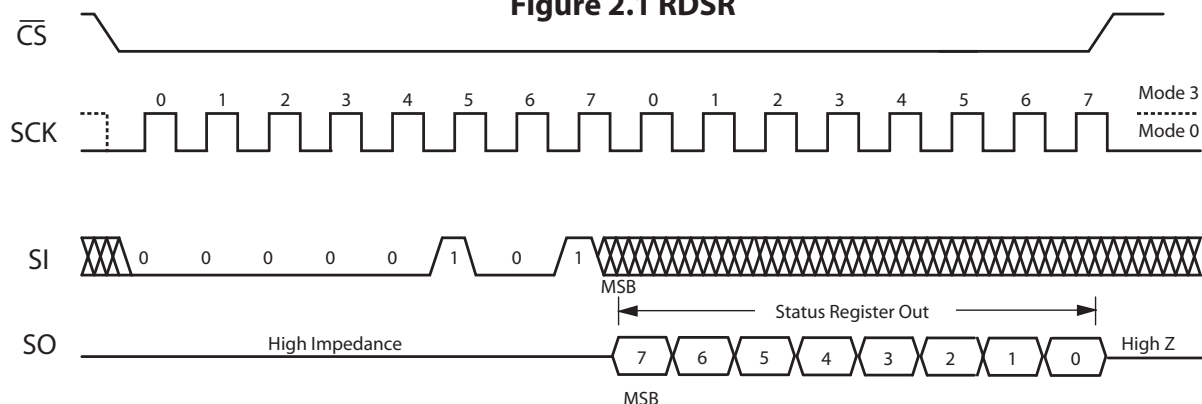 Figure 2.1 RDSR
CS
SCK
0 1 2 3 4 5 6 7 0 1 2 3 4 5 6 7
Mode 3
Mode 0
SI
0 0 0 0 0 1 0 1
MSB
Status Register Out
SO
High Impedance
7 6 5 4 3 2 1 0
High Z
MSB